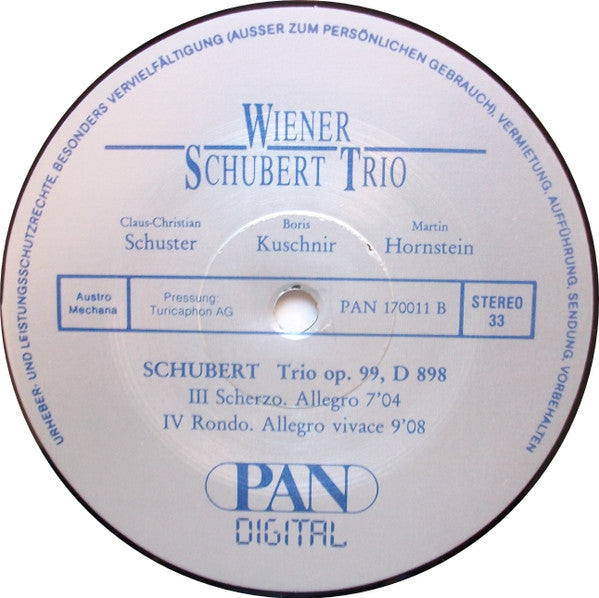 URHEBER- UND LEISTUNGSSCHUTZRECHTE, BESONDERS VERVIELFÄLTIGUNG (AUSSER ZUM PERSÖNLICHEN GEBRAUCH), VERMIETUNG, AUFFÜHRUNG, SENDUNG, VORBEHALTEN
WIENER
SCHUBERT TRIO
Claus-Christian Schuster
Boris Kuschnir
Martin Hornstein
Austro Mechana
Pressung: Turicaphon AG
PAN 170011 B
STEREO 33
SCHUBERT Trio op. 99, D 898
III Scherzo. Allegro 7'04
IV Rondo. Allegro vivace 9'08
PAN
DIGITAL